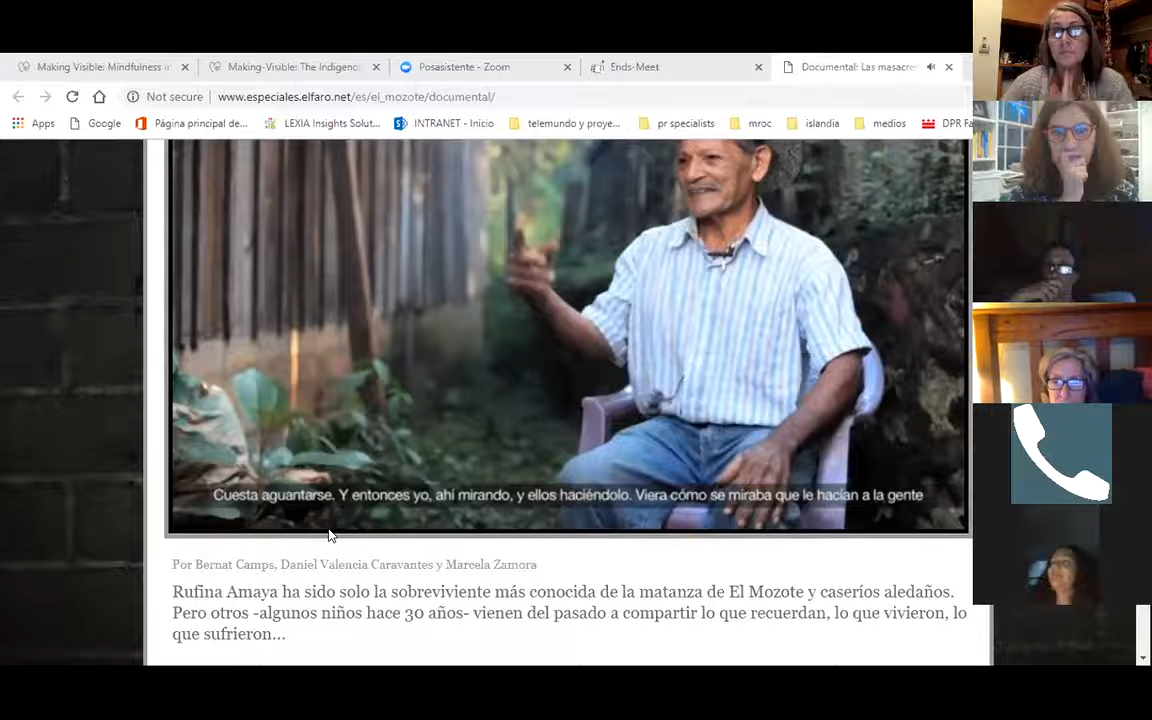 Making Visible: Mindfulness in
Making-Visible: The Indigenou
Posasistente - Zoom
Ends-Meet
Documental: Las masacres
Not secure
www.especiales.elfaro.net/es/el_mozote/documental/
Apps
Google
Página principal de...
LEXIA Insights Solut...
INTRANET - Inicio
telemundo y proye...
pr specialists
mroc
islandia
medios
DPR Fa
Cuesta aguantarse. Y entonces yo, ahí mirando, y ellos haciéndolo. Viera cómo se miraba que le hacían a la gente
Por Bernat Camps, Daniel Valencia Caravantes y Marcela Zamora
Rufina Amaya ha sido solo la sobreviviente más conocida de la matanza de El Mozote y caseríos aledaños.
Pero otros -algunos niños hace 30 años- vienen del pasado a compartir lo que recuerdan, lo que vivieron, lo
que sufrieron...